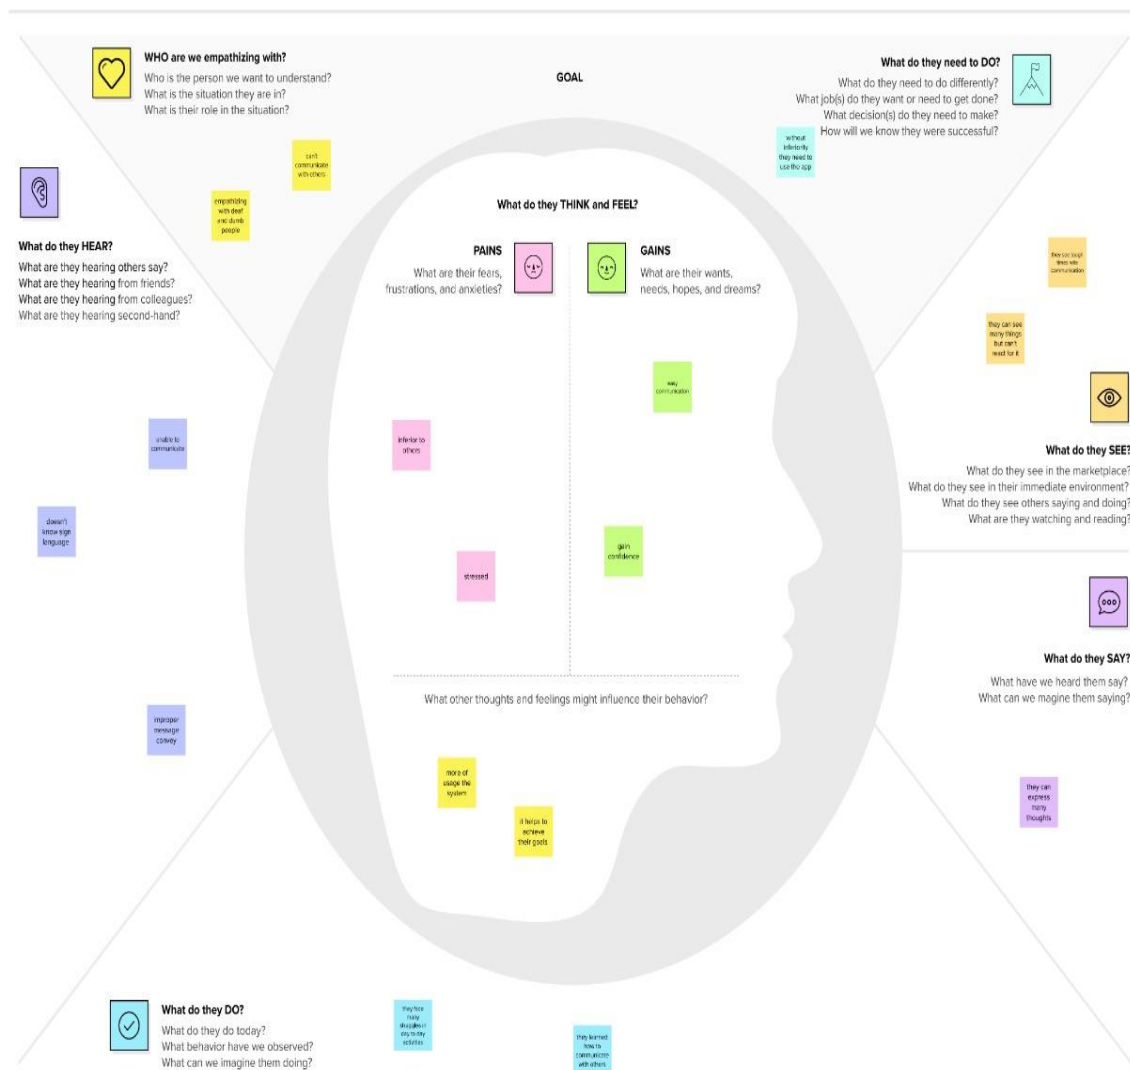 WHO are we empathizing with?
Who is the person we want to understand?
What is the situation they are in?
What is their role in the situation?
can't
communicate
with others
empathizing
with deaf
and dumb
people
GOAL
What do they need to DO?
What do they need to do differently?
What job(s) do they want or need to get done?
What decision(s) do they need to make?
How will we know they were successful?
without
inferiority
they need to
use the app
What do they HEAR?
What are they hearing others say?
What are they hearing from friends?
What are they hearing from colleagues?
What are they hearing second-hand?
unable to
communicate
doesn't
know sign
language
improper
message
convey
What do they THINK and FEEL?
PAINS
What are their fears,
frustrations, and anxieties?
inferior to
others
stressed
GAINS
What are their wants,
needs, hopes, and dreams?
easy
communication
gain
confidence
What other thoughts and feelings might influence their behavior?
more of
usage the
system
it helps to
achieve
their goals
they
communication
they can see
many things
but can't
react for it
What do they SEE?
What do they see in the marketplace?
What do they see in their immediate environment?
What do they see others saying and doing?
What are they watching and reading?
What do they SAY?
What have we heard them say?
What can we magine them saying?
they can
express
many
thoughts
What do they DO?
What do they do today?
What behavior have we observed?
What can we imagine them doing?
they face
many
struggles in
day to day
activities
they learned
how to
communicate
with others